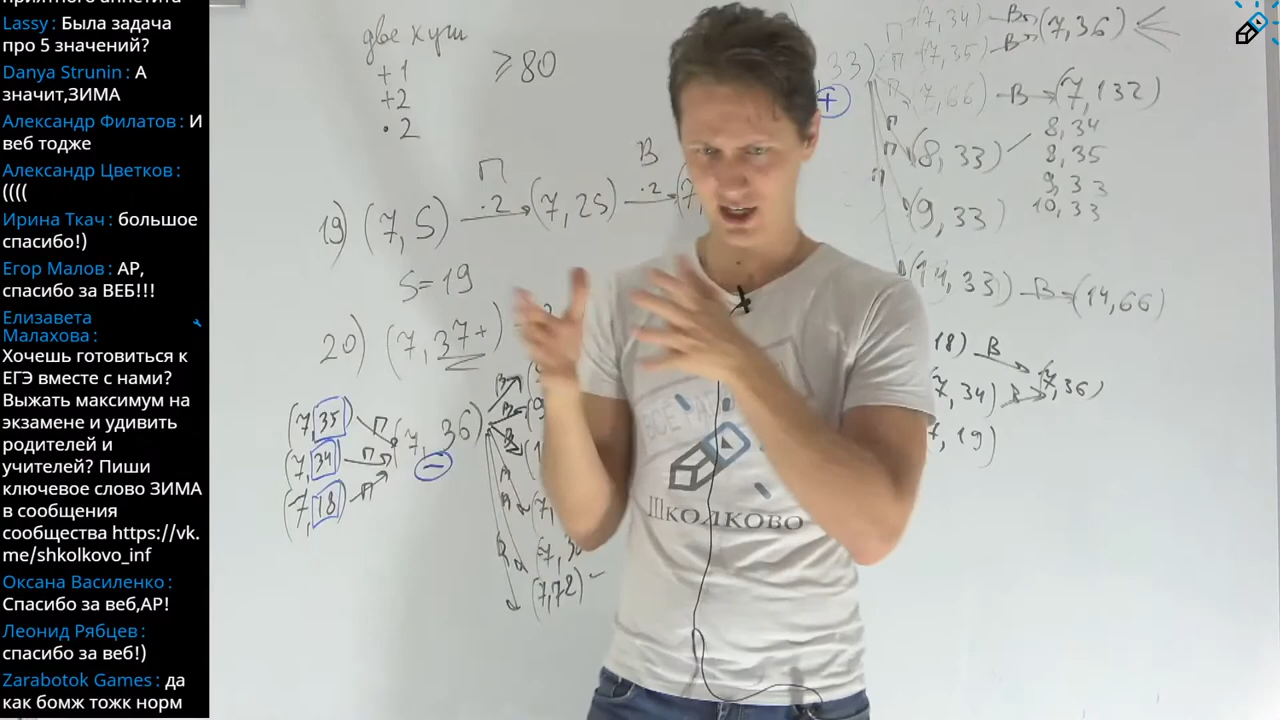 приятного аппетита
Lassy: Была задача
про 5 значений?
Danya Strunin: А
значит,ЗИМА
Александр Филатов: И
веб тодже
Александр Цветков:
((((
Ирина Ткач: большое
спасибо!)
Егор Малов: АР,
спасибо за ВЕБ!!!
Елизавета
Малахова:
Хочешь готовиться к
ЕГЭ вместе с нами?
Выжать максимум на
экзамене и удивить
родителей и
учителей? Пиши
ключевое слово ЗИМА
в сообщения
сообщества https://vk.
me/shkolkovo_inf
Оксана Василенко:
Спасибо за веб,АР!
Леонид Рябцев:
спасибо за веб!)
Zarabotok Games: да
как бомж тожк норм
две кучи
+1
+2
·2
≥80
19) (7, S) П ·2 (7, 2S) В ·2 (7,
S=19
20) (7, 37+)
(7, 35) П
(7, 34) П (7, 36)
(7, 18) П
−
(7,72)
33)
+
П (7,34) В (7,36)
П (7,35) В
П (7,66) В (7,132)
П (8,33)
8,34
8,35
9,33
10,33
П (9,33)
(14,33) В (14,66)
18) В
7,34) В (7,36)
, 19)
ВСЕ
ШКОЛКОВО